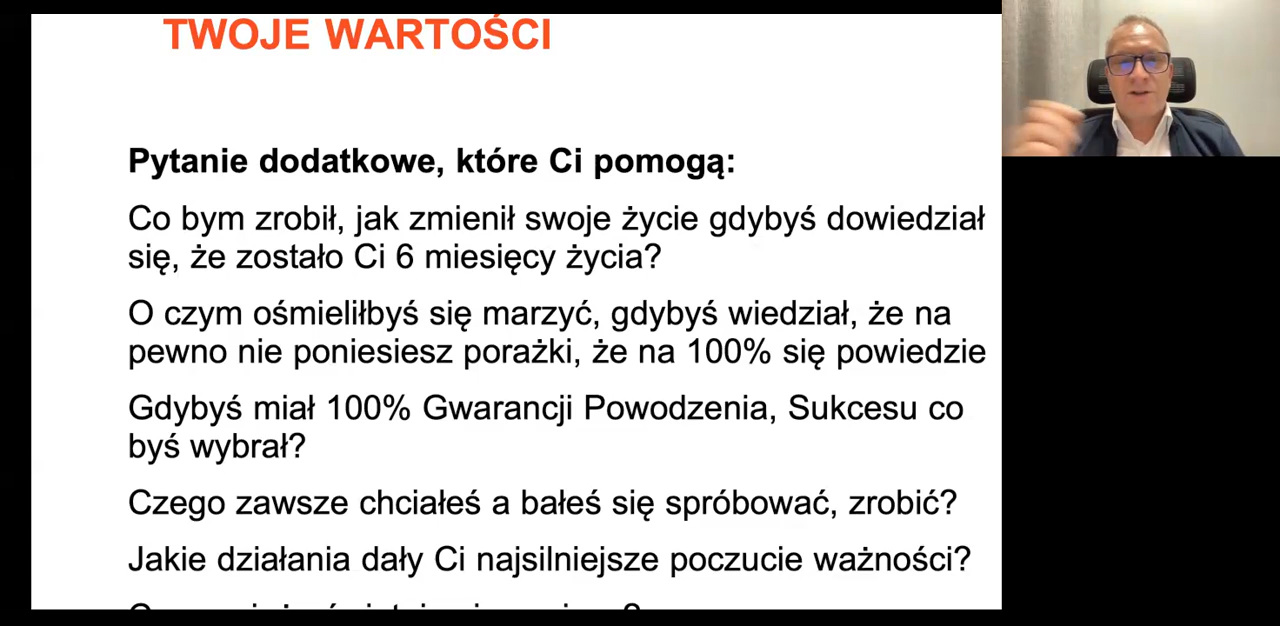 TWOJE WARTOŚCI
Pytanie dodatkowe, które Ci pomogą:
Co bym zrobił, jak zmienił swoje życie gdybyś dowiedział
się, że zostało Ci 6 miesięcy życia?
O czym ośmieliłbyś się marzyć, gdybyś wiedział, że na
pewno nie poniesiesz porażki, że na 100% się powiedzie
Gdybyś miał 100% Gwarancji Powodzenia, Sukcesu co
byś wybrał?
Czego zawsze chciałeś a bałeś się spróbować, zrobić?
Jakie działania dały Ci najsilniejsze poczucie ważności?